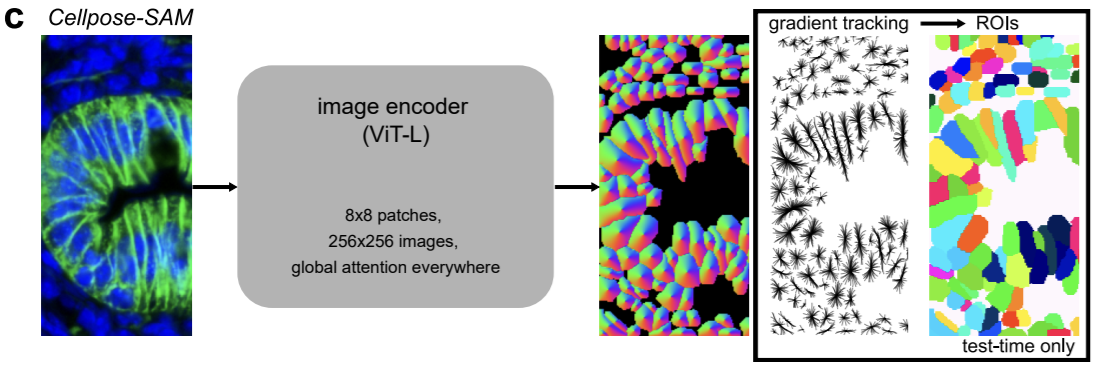 c Cellpose-SAM
gradient tracking → ROIs
image encoder
(ViT-L)
8x8 patches,
256x256 images,
global attention everywhere
test-time only